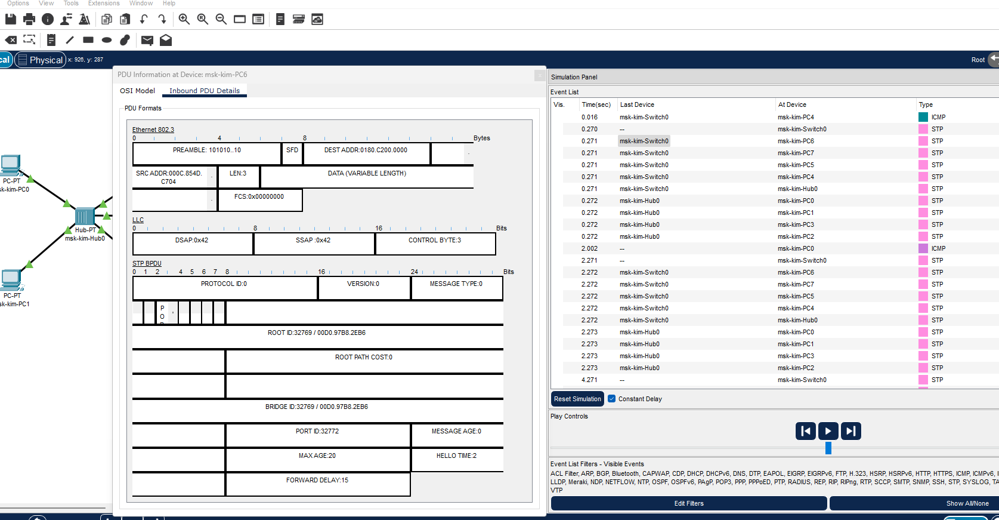 Options View Tools Extensions Window Help
Physical x: 926, y: 287
Root
PC-PT
sk-kim-PC0
Hub-PT
msk-kim-Hub0
PC-PT
sk-kim-PC1
PDU Information at Device: msk-kim-PC6
OSI Model Inbound PDU Details
PDU Formats
Ethernet 802.3
0 4 8 Bytes
PREAMBLE: 101010..10 SFD DEST ADDR:0180.C200.0000
SRC ADDR:000C.854D.
C704
LEN:3 DATA (VARIABLE LENGTH)
FCS:0x00000000
LLC
0 8 16 Bits
DSAP:0x42 SSAP :0x42 CONTROL BYTE:3
STP BPDU
0 1 2 4 5 6 7 8 16 24 Bits
PROTOCOL ID:0 VERSION:0 MESSAGE TYPE:0
P
O
ROOT ID:32769 / 00D0.97B8.2EB6
ROOT PATH COST:0
BRIDGE ID:32769 / 00D0.97B8.2EB6
PORT ID:32772 MESSAGE AGE:0
MAX AGE:20 HELLO TIME:2
FORWARD DELAY:15
Simulation Panel
Event List
Vis. Time(sec) Last Device At Device Type
0.016 msk-kim-Switch0 msk-kim-PC4 ICMP
0.270 -- msk-kim-Switch0 STP
0.271 msk-kim-Switch0 msk-kim-PC6 STP
0.271 msk-kim-Switch0 msk-kim-PC7 STP
0.271 msk-kim-Switch0 msk-kim-PC5 STP
0.271 msk-kim-Switch0 msk-kim-PC4 STP
0.271 msk-kim-Switch0 msk-kim-Hub0 STP
0.272 msk-kim-Hub0 msk-kim-PC0 STP
0.272 msk-kim-Hub0 msk-kim-PC1 STP
0.272 msk-kim-Hub0 msk-kim-PC3 STP
0.272 msk-kim-Hub0 msk-kim-PC2 STP
2.002 -- msk-kim-PC0 ICMP
2.271 -- msk-kim-Switch0 STP
2.272 msk-kim-Switch0 msk-kim-PC6 STP
2.272 msk-kim-Switch0 msk-kim-PC7 STP
2.272 msk-kim-Switch0 msk-kim-PC5 STP
2.272 msk-kim-Switch0 msk-kim-PC4 STP
2.272 msk-kim-Switch0 msk-kim-Hub0 STP
2.273 msk-kim-Hub0 msk-kim-PC0 STP
2.273 msk-kim-Hub0 msk-kim-PC1 STP
2.273 msk-kim-Hub0 msk-kim-PC3 STP
2.273 msk-kim-Hub0 msk-kim-PC2 STP
4.271 -- msk-kim-Switch0 STP
Reset Simulation Constant Delay
Play Controls
Event List Filters - Visible Events
ACL Filter, ARP, BGP, Bluetooth, CAPWAP, CDP, DHCP, DHCPv6, DNS, DTP, EAPOL, EIGRP, EIGRPv6, FTP, H.323, HSRP, HSRPv6, HTTP, HTTPS, ICMP, ICMPv6,
LLDP, Meraki, NDP, NETFLOW, NTP, OSPF, OSPFv6, PAgP, POP3, PPP, PPPoED, PTP, RADIUS, REP, RIP, RIPng, RTP, SCCP, SMTP, SNMP, SSH, STP, SYSLOG,
VTP
Edit Filters Show All/None